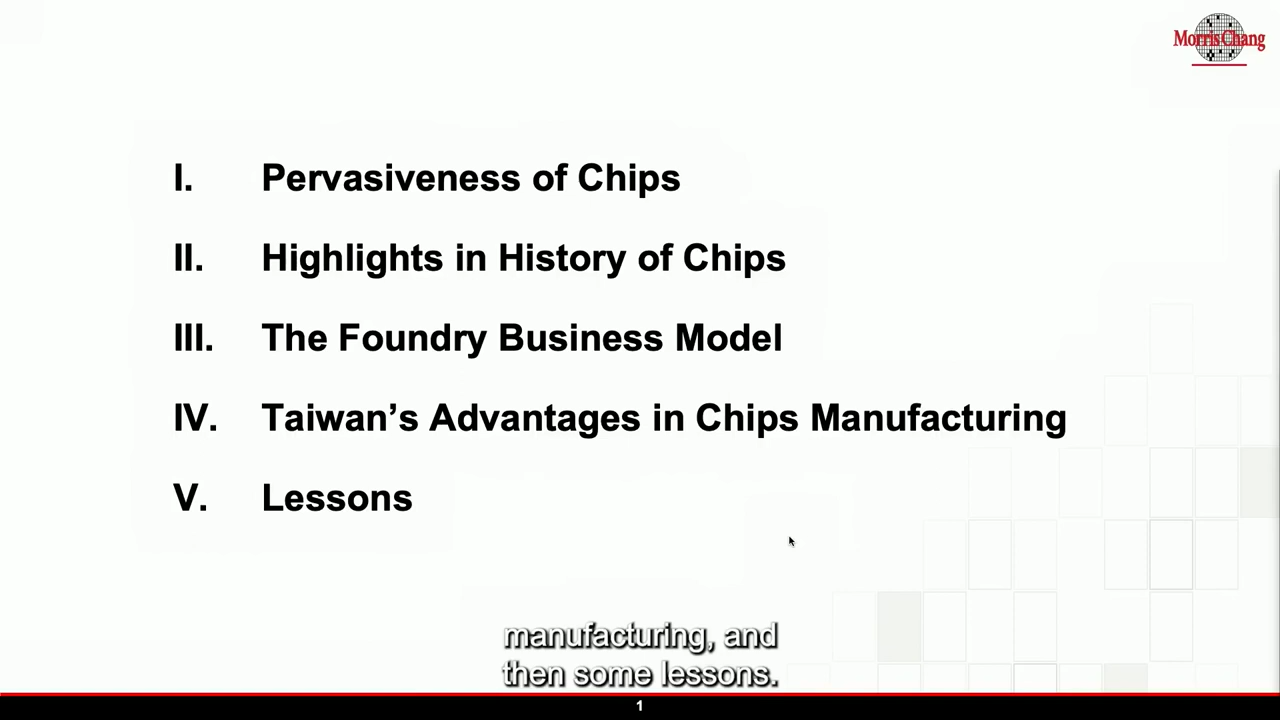 Morris Chang
I. Pervasiveness of Chips
II. Highlights in History of Chips
III. The Foundry Business Model
IV. Taiwan’s Advantages in Chips Manufacturing
V. Lessons
manufacturing, and
then some lessons.
1